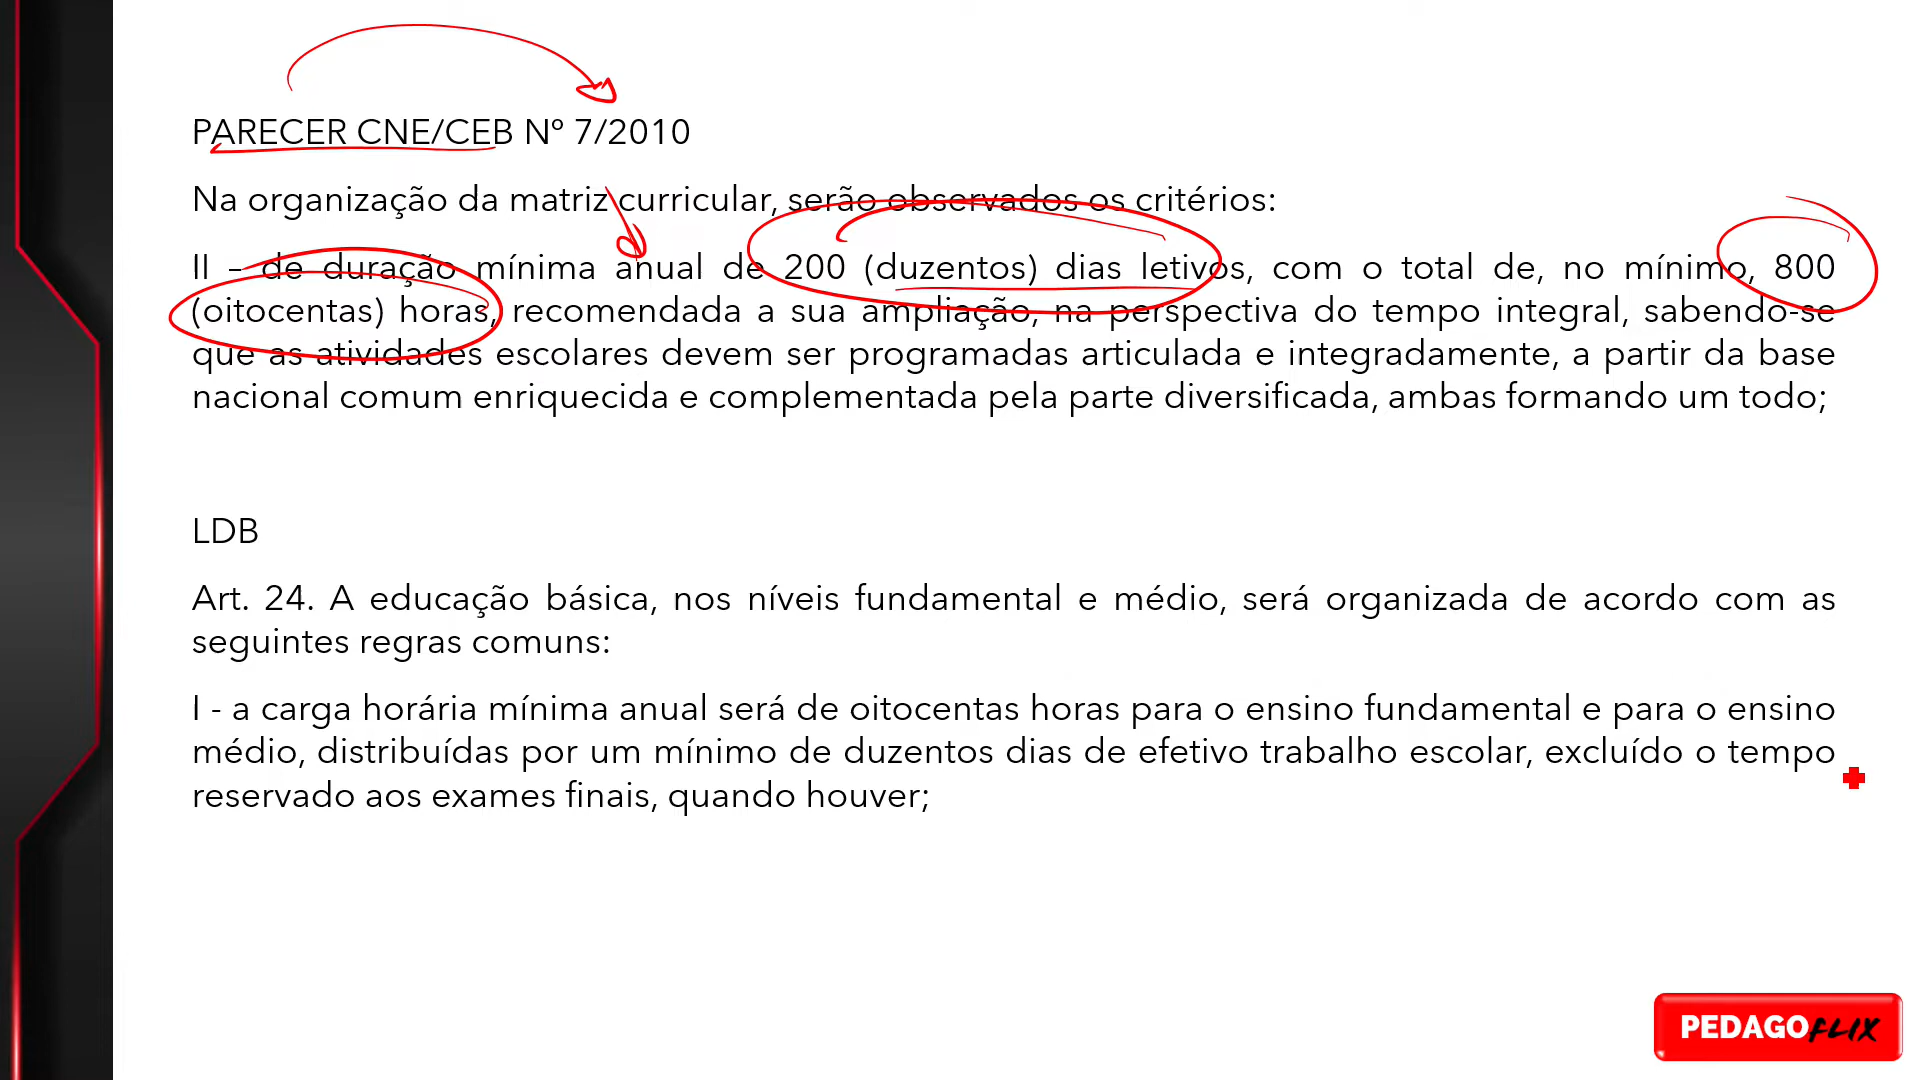 PARECER CNE/CEB Nº 7/2010
Na organização da matriz curricular, serão observados os critérios:
II – de duração mínima anual de 200 (duzentos) dias letivos, com o total de, no mínimo, 800
(oitocentas) horas, recomendada a sua ampliação, na perspectiva do tempo integral, sabendo-se
que as atividades escolares devem ser programadas articulada e integradamente, a partir da base
nacional comum enriquecida e complementada pela parte diversificada, ambas formando um todo;
LDB
Art. 24. A educação básica, nos níveis fundamental e médio, será organizada de acordo com as
seguintes regras comuns:
I - a carga horária mínima anual será de oitocentas horas para o ensino fundamental e para o ensino
médio, distribuídas por um mínimo de duzentos dias de efetivo trabalho escolar, excluído o tempo
reservado aos exames finais, quando houver;
PEDAGOFLIX